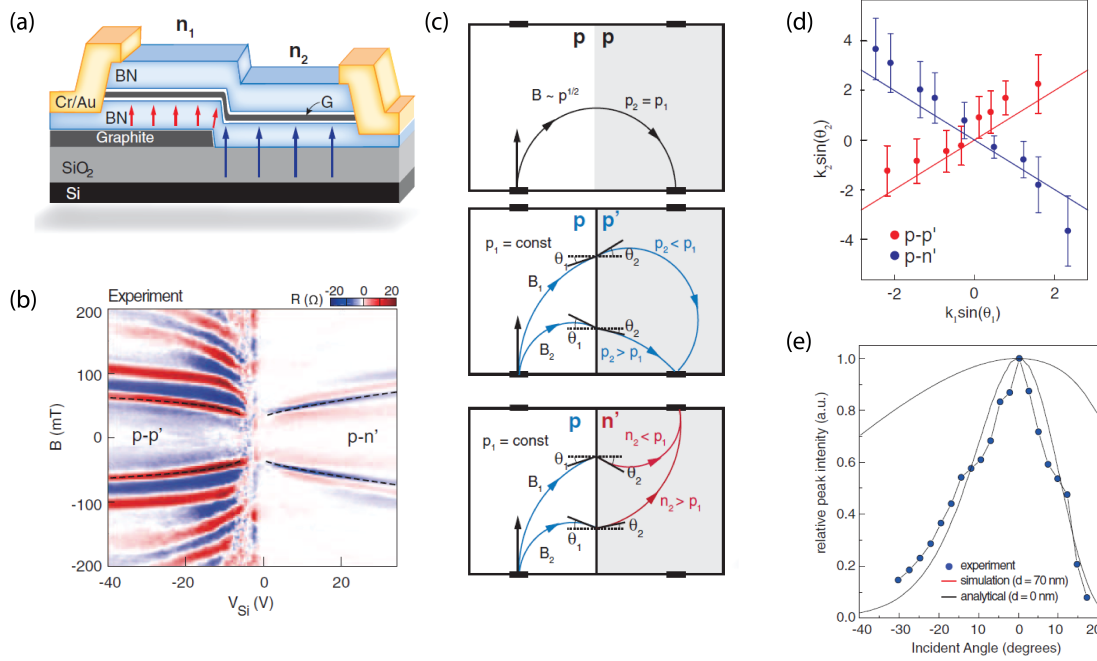 (a)
n1
n2
BN
Cr/Au
G
BN
Graphite
SiO2
Si
(b)
Experiment
R (Ω)
-20 0 20
200
100
0
-100
-200
B (mT)
p-p'
p-n'
-40
-20
0
20
VSi (V)
(c)
p p
B ~ p1/2
p2 = p1
p p'
p1 = const
p2 < p1
θ1
θ2
B1
θ1
θ2
B2
p2 > p1
p n'
p1 = const
n2 < p1
θ1
θ2
B1
n2 > p1
θ1
θ2
B2
(d)
4
2
0
-2
-4
k2sin(θ2)
p-p'
p-n'
-2
0
2
k1sin(θ1)
(e)
1.0
0.8
0.6
0.4
0.2
0.0
relative peak intensity (a.u.)
experiment
simulation (d = 70 nm)
analytical (d = 0 nm)
-40 -30 -20 -10 0 10 20
Incident Angle (degrees)